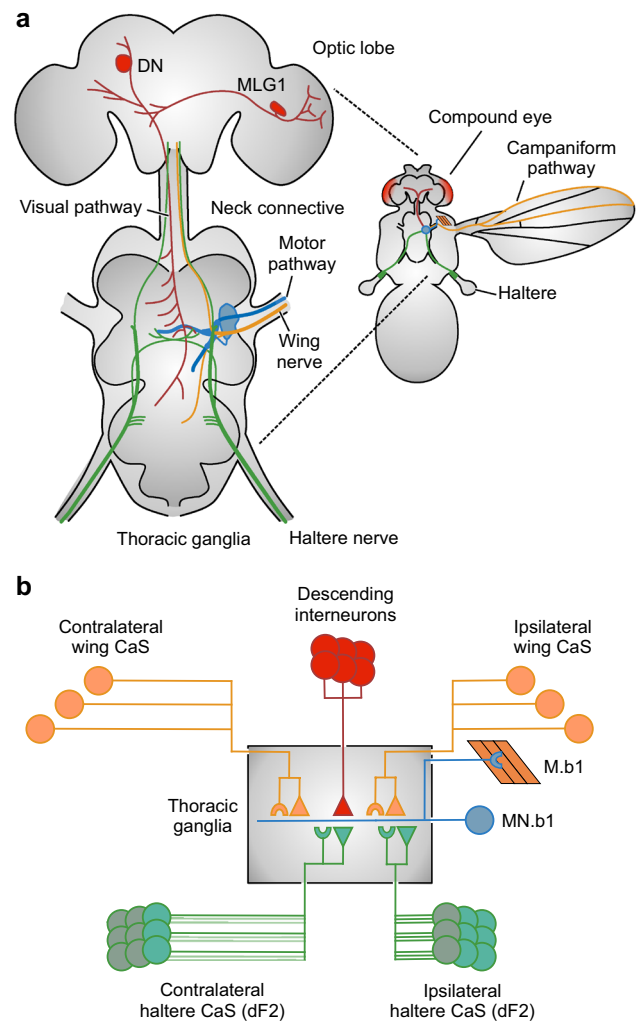 a
Optic lobe
DN
MLG1
Compound eye
Campaniform
pathway
Visual pathway
Neck connective
Motor
pathway
Haltere
Wing
nerve
Thoracic ganglia
Haltere nerve
b
Descending
interneurons
Contralateral
wing CaS
Ipsilateral
wing CaS
M.b1
Thoracic
ganglia
MN.b1
Contralateral
haltere CaS (dF2)
Ipsilateral
haltere CaS (dF2)